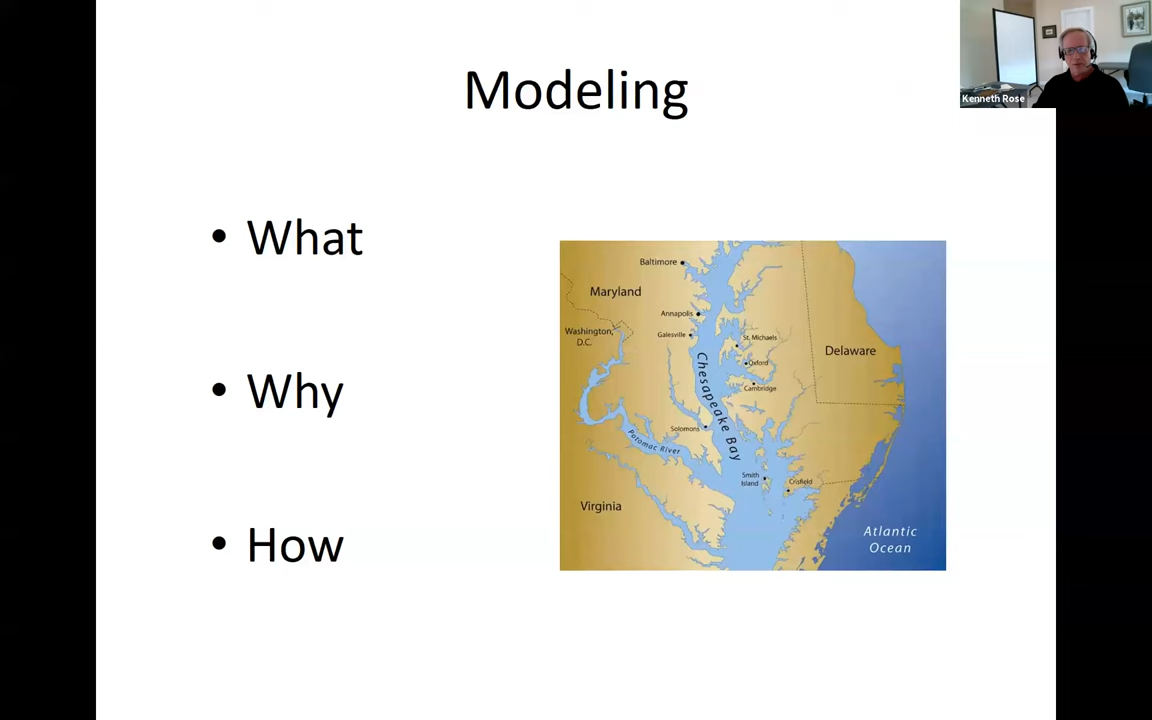 Modeling
Kenneth Rose
• What
• Why
• How
Baltimore
Maryland
Annapolis
Washington,
D.C.
Galesville
St. Michaels
Oxford
Delaware
Cambridge
Chesapeake Bay
Solomons
Potomac River
Smith
Island
Crisfield
Virginia
Atlantic
Ocean